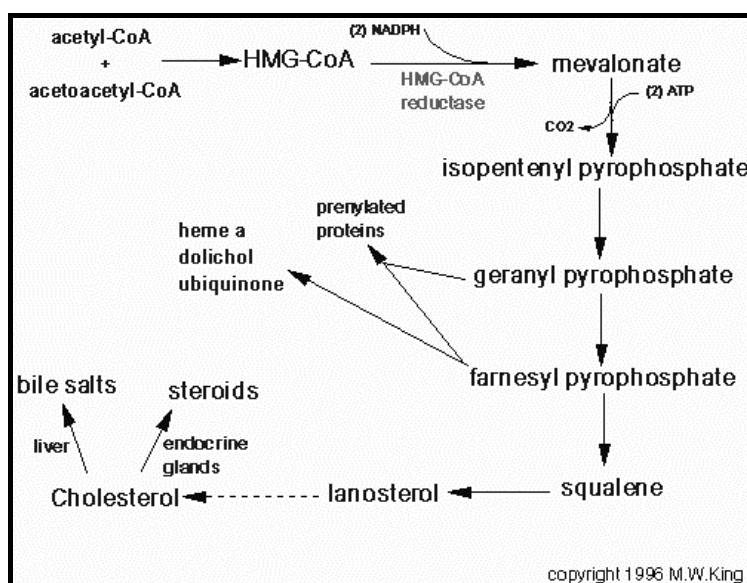 acetyl-CoA
+
acetoacetyl-CoA
HMG-CoA
(2) NADPH
HMG-CoA
reductase
mevalonate
(2) ATP
CO2
isopentenyl pyrophosphate
prenylated
proteins
heme a
dolichol
ubiquinone
geranyl pyrophosphate
farnesyl pyrophosphate
bile salts
steroids
liver
endocrine
glands
Cholesterol
lanosterol
squalene
copyright 1996 M.W.King